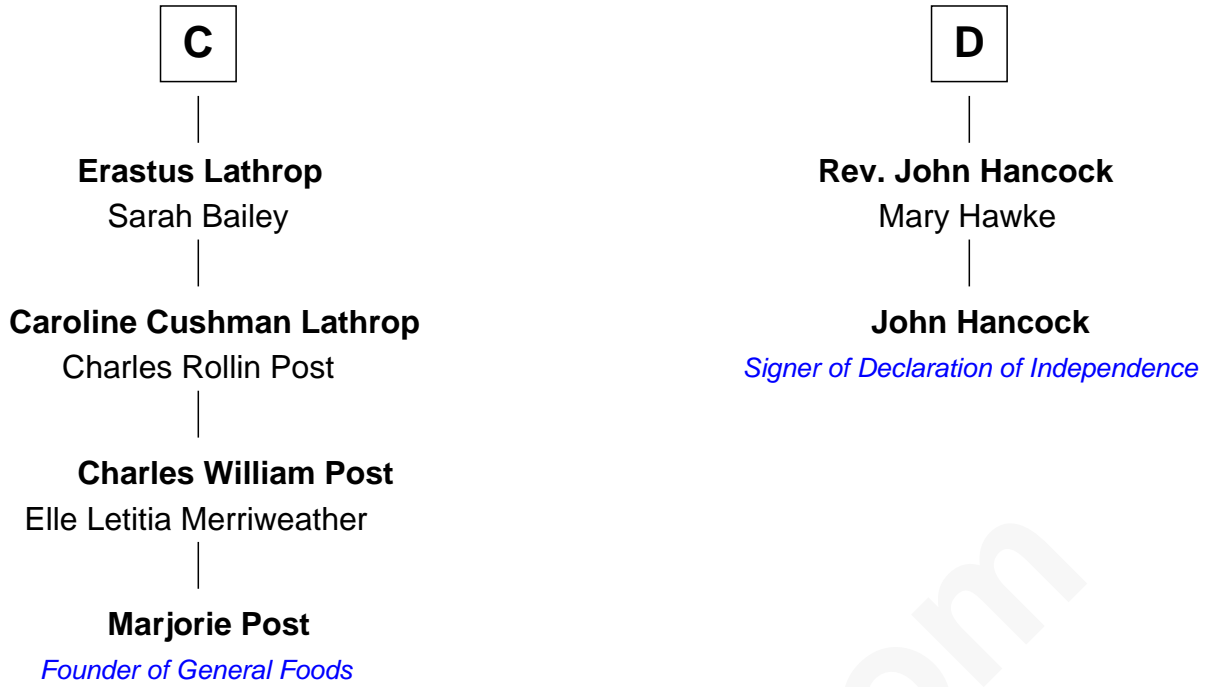 C
Erastus Lathrop
Sarah Bailey
Caroline Cushman Lathrop
Charles Rollin Post
Charles William Post
Elle Letitia Merriweather
Marjorie Post
Founder of General Foods
D
Rev. John Hancock
Mary Hawke
John Hancock
Signer of Declaration of Independence
om